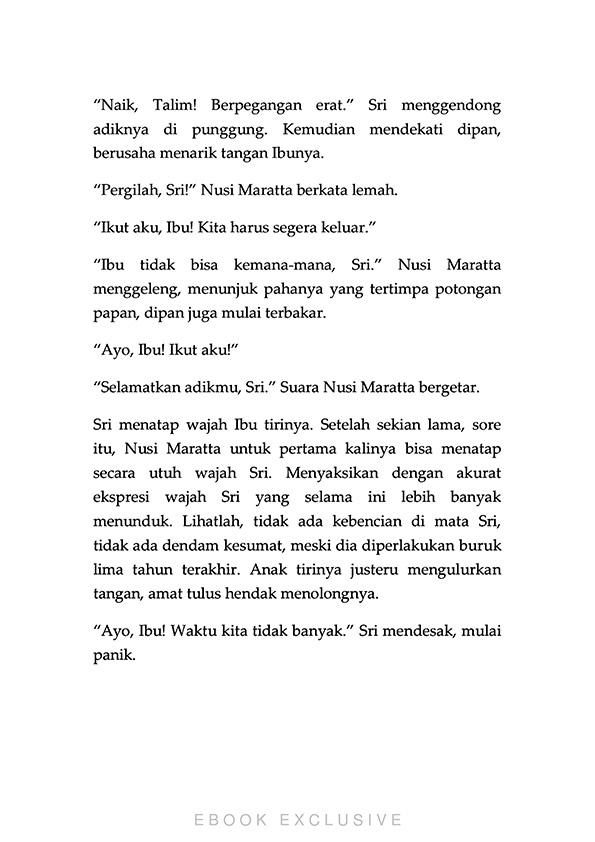 “Naik, Talim! Berpegangan erat.” Sri menggendong
adiknya di punggung. Kemudian mendekati dipan,
berusaha menarik tangan Ibunya.
“Pergilah, Sri!” Nusi Maratta berkata lemah.
“Ikut aku, Ibu! Kita harus segera keluar.”
“Ibu tidak bisa kemana-mana, Sri.” Nusi Maratta
menggeleng, menunjuk pahanya yang tertimpa potongan
papan, dipan juga mulai terbakar.
“Ayo, Ibu! Ikut aku!”
“Selamatkan adikmu, Sri.” Suara Nusi Maratta bergetar.
Sri menatap wajah Ibu tirinya. Setelah sekian lama, sore
itu, Nusi Maratta untuk pertama kalinya bisa menatap
secara utuh wajah Sri. Menyaksikan dengan akurat
ekspresi wajah Sri yang selama ini lebih banyak
menunduk. Lihatlah, tidak ada kebencian di mata Sri,
tidak ada dendam kesumat, meski dia diperlakukan buruk
lima tahun terakhir. Anak tirinya justeru mengulurkan
tangan, amat tulus hendak menolongnya.
“Ayo, Ibu! Waktu kita tidak banyak.” Sri mendesak, mulai
panik.
EBOOK EXCLUSIVE